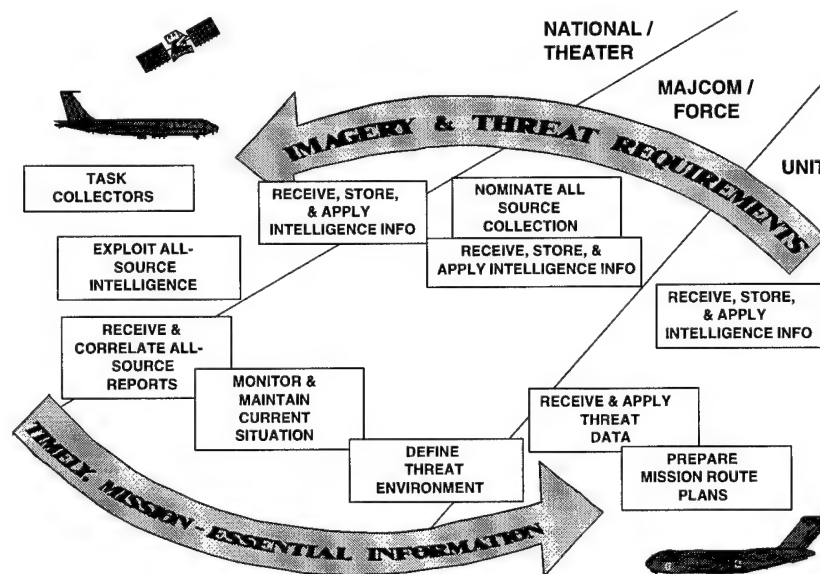 NATIONAL /
THEATER
MAJCOM /
FORCE
UNIT
IMAGERY & THREAT REQUIREMENTS
TASK
COLLECTORS
RECEIVE, STORE,
& APPLY
INTELLIGENCE INFO
NOMINATE ALL
SOURCE
COLLECTION
RECEIVE, STORE, &
APPLY INTELLIGENCE INFO
EXPLOIT ALL-
SOURCE
INTELLIGENCE
RECEIVE, STORE,
& APPLY
INTELLIGENCE INFO
RECEIVE &
CORRELATE ALL-
SOURCE
REPORTS
MONITOR &
MAINTAIN
CURRENT
SITUATION
RECEIVE & APPLY
THREAT
DATA
DEFINE
THREAT
ENVIRONMENT
PREPARE
MISSION ROUTE
PLANS
TIMELY, MISSION - ESSENTIAL INFORMATION